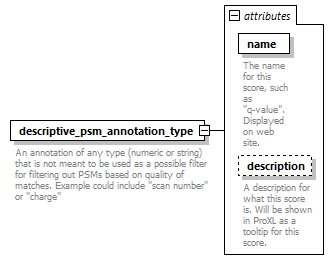 attributes
name
The name
for this
score, such
as
"q-value".
Displayed
on web
site.
descriptive_psm_annotation_type
An annotation of any type (numeric or string)
that is not meant to be used as a possible filter
for filtering out PSMs based on quality of
matches. Example could include "scan number"
or "charge"
description
A description for
what this score
is. Will be shown
in ProXL as a
tooltip for this
score.